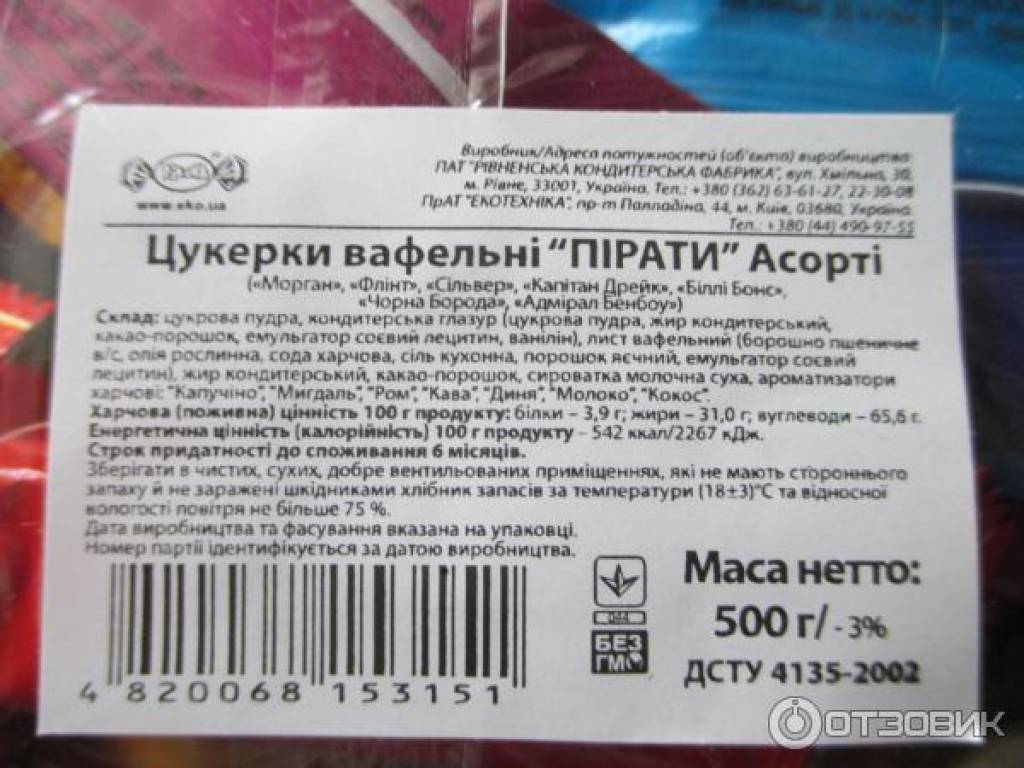 Виробник/Адреса потужностей (об'єкта) виробництва:
ПАТ "РІВНЕНСЬКА КОНДИТЕРСЬКА ФАБРИКА", вул. Хмільна, 30,
м. Рівне, 33001, Україна. Тел.: +380 (362) 63-61-27, 22-30-08
ПрАТ "ЕКОТЕХНІКА", пр-т Палладіна, 44, м. Київ, 03680, Україна.
Тел.: +380 (44) 490-97-55
www.eko.ua
Цукерки вафельні "ПІРАТИ" Асорті
(«Морган», «Флінт», «Сільвер», «Капітан Дрейк», «Біллі Бонс»,
«Чорна Борода», «Адмірал Бенбоу»)
Склад: цукрова пудра, кондитерська глазур (цукрова пудра, жир кондитерський,
какао-порошок, емульгатор соєвий лецитин, ванілін), лист вафельний (борошно пшеничне
в/с, олія рослинна, сода харчова, сіль кухонна, порошок яєчний, емульгатор соєвий
лецитин), жир кондитерський, какао-порошок, сироватка молочна суха, ароматизатори
харчові: "Капучіно", "Мигдаль", "Ром", "Кава", "Диня", "Молоко", "Кокос".
Харчова (поживна) цінність 100 г продукту: білки – 3,9 г; жири – 31,0 г; вуглеводи – 65,6 г.
Енергетична цінність (калорійність) 100 г продукту – 542 ккал/2267 кДж.
Строк придатності до споживання 6 місяців.
Зберігати в чистих, сухих, добре вентильованих приміщеннях, які не мають стороннього
запаху й не заражені шкідниками хлібник запасів за температури (18±3)°С та відносної
вологості повітря не більше 75 %.
Дата виробництва та фасування вказана на упаковці.
Номер партії ідентифікується за датою виробництва.
044
БЕЗ
ГМО
Маса нетто:
500 г/ - 3%
ДСТУ 4135-2002
4 820068 153151
ОТЗОВИК